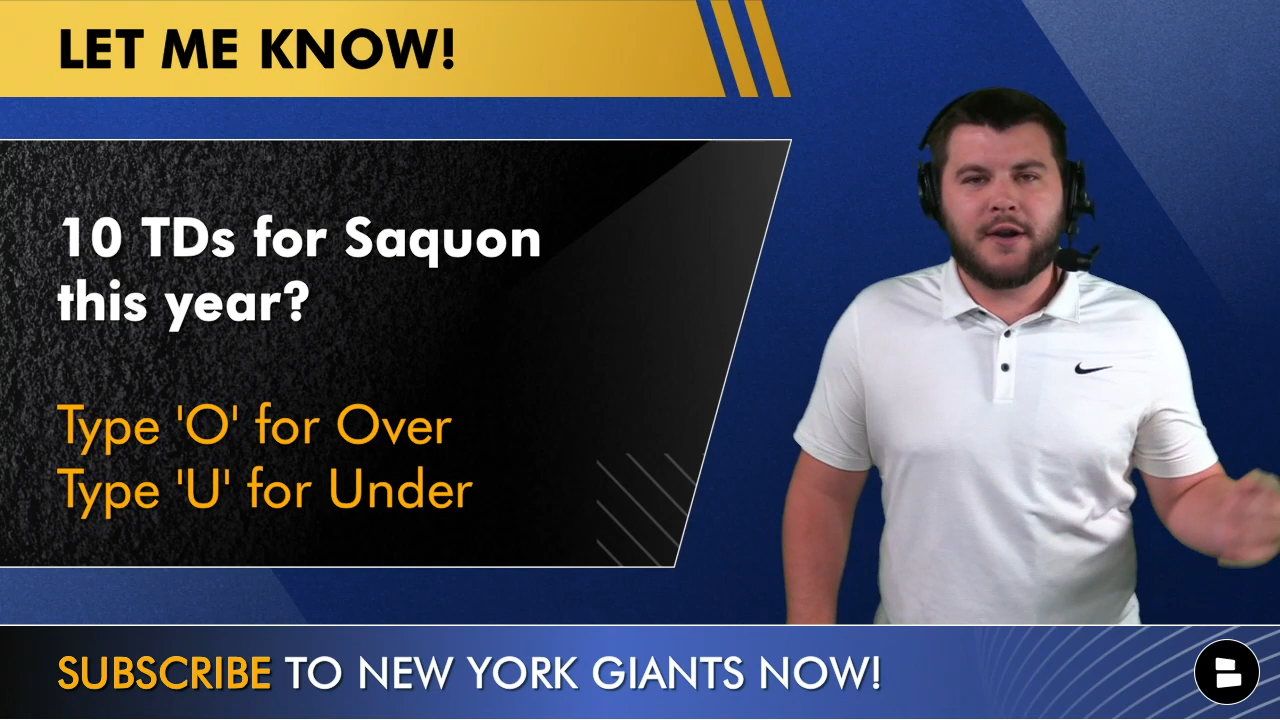 LET ME KNOW!
10 TDs for Saquon
this year?
Type 'O' for Over
Type 'U' for Under
SUBSCRIBE TO NEW YORK GIANTS NOW!